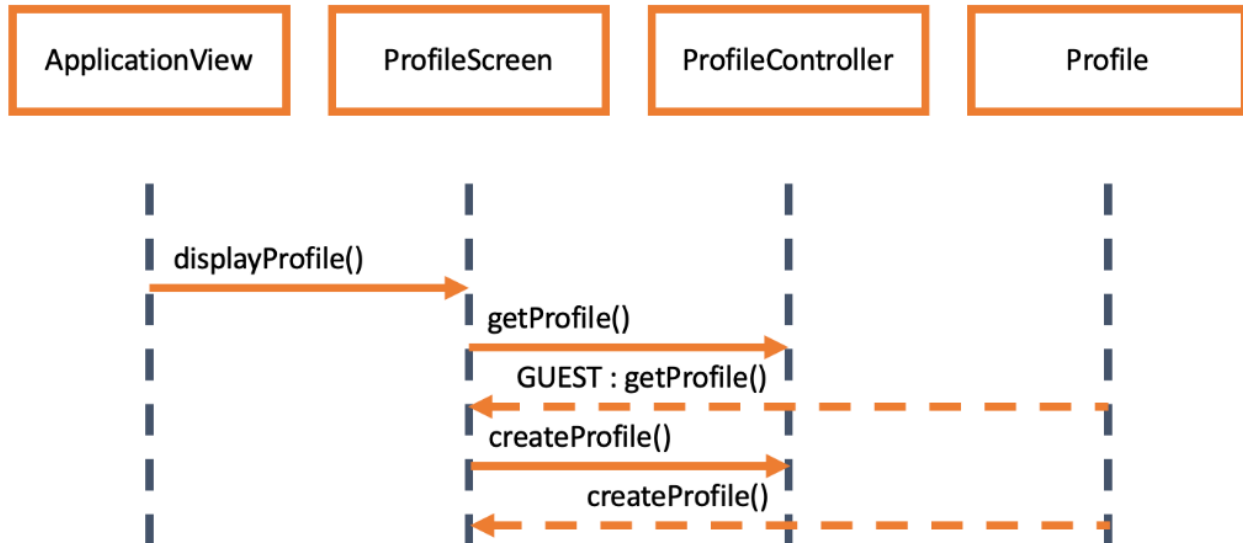 ApplicationView
ProfileScreen
ProfileController
Profile
displayProfile()
getProfile()
GUEST : getProfile()
createProfile()
createProfile()